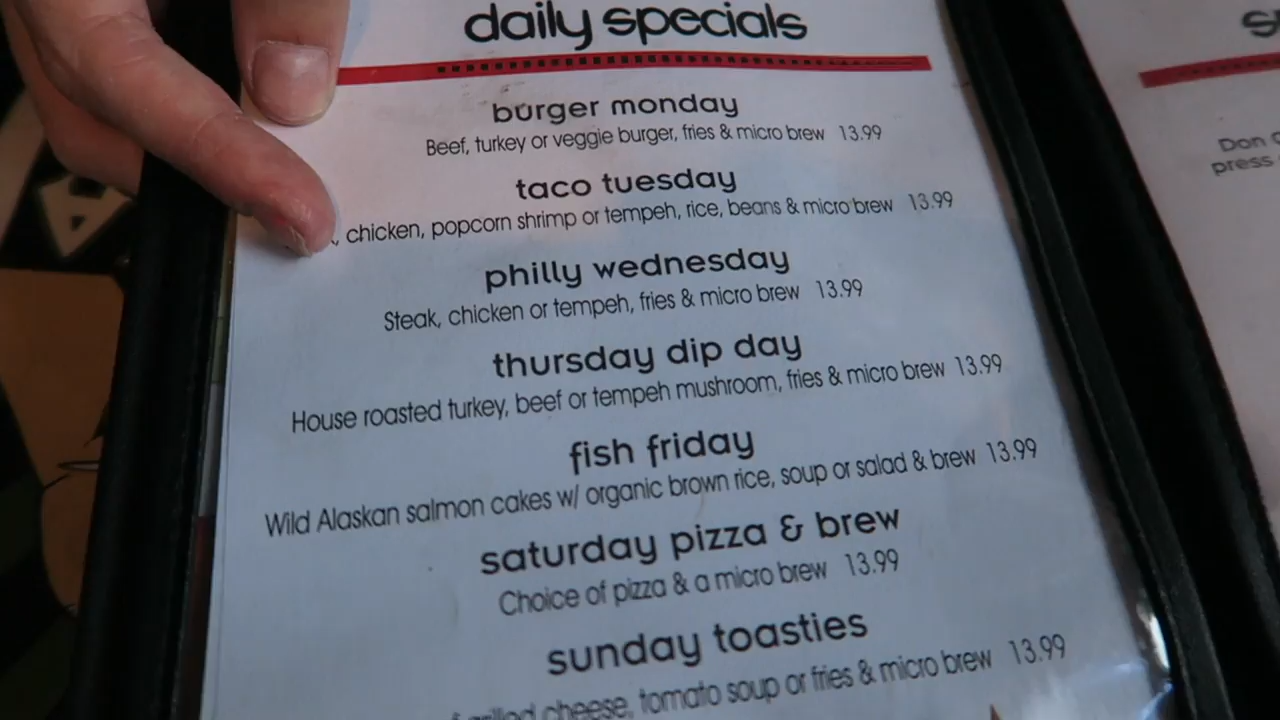 daily specials
burger monday
Beef, turkey or veggie burger, fries & micro brew 13.99
taco tuesday
, chicken, popcorn shrimp or tempeh, rice, beans & micro brew 13.99
philly wednesday
Steak, chicken or tempeh, fries & micro brew 13.99
thursday dip day
House roasted turkey, beef or tempeh mushroom, fries & micro brew 13.99
fish friday
Wild Alaskan salmon cakes w/ organic brown rice, soup or salad & brew 13.99
saturday pizza & brew
Choice of pizza & a micro brew 13.99
sunday toasties
grilled cheese, tomato soup or fries & micro brew 13.99
Don
press